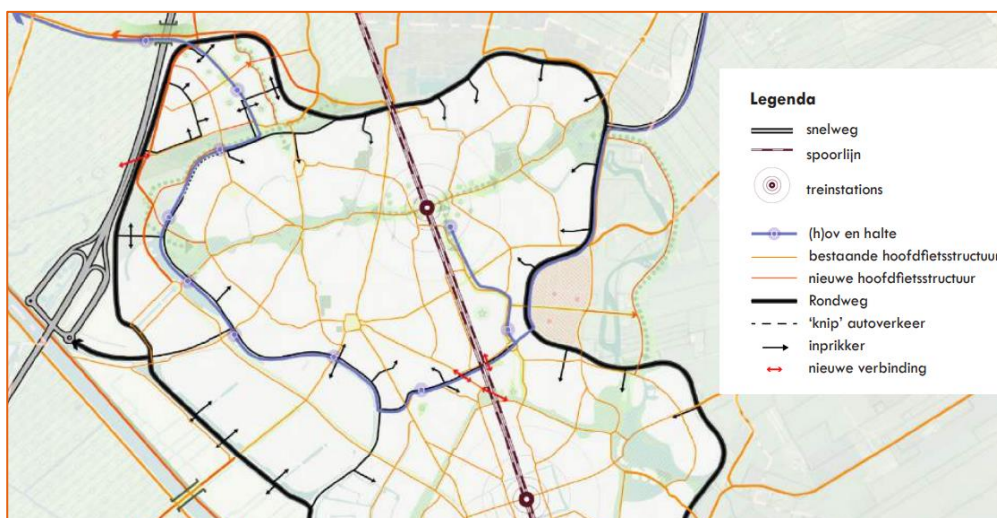 Legenda
snelweg
spoorlijn
treinstations
(h)ov en halte
bestaande hoofdfietsstructuur
nieuwe hoofdfietsstructuur
Rondweg
‘knip’ autoverkeer
inprikker
nieuwe verbinding